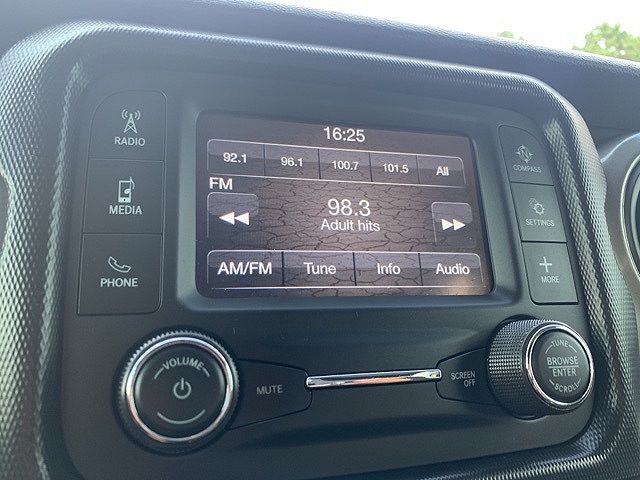 16:25
92.1 96.1 100.7 101.5 All
FM
98.3
Adult hits
AM/FM Tune Info Audio
RADIO
MEDIA
PHONE
COMPASS
SETTINGS
MORE
VOLUME
MUTE
SCREEN
OFF
TUNE
BROWSE
ENTER
SCROLL